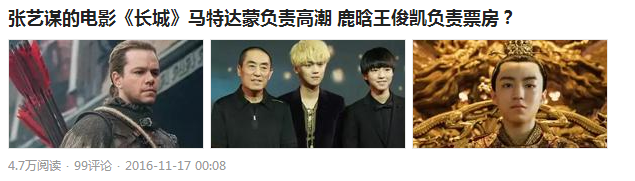 张艺谋的电影《长城》马特达蒙负责高潮 鹿晗王俊凯负责票房？
4.7万阅读 · 99评论 · 2016-11-17 00:08